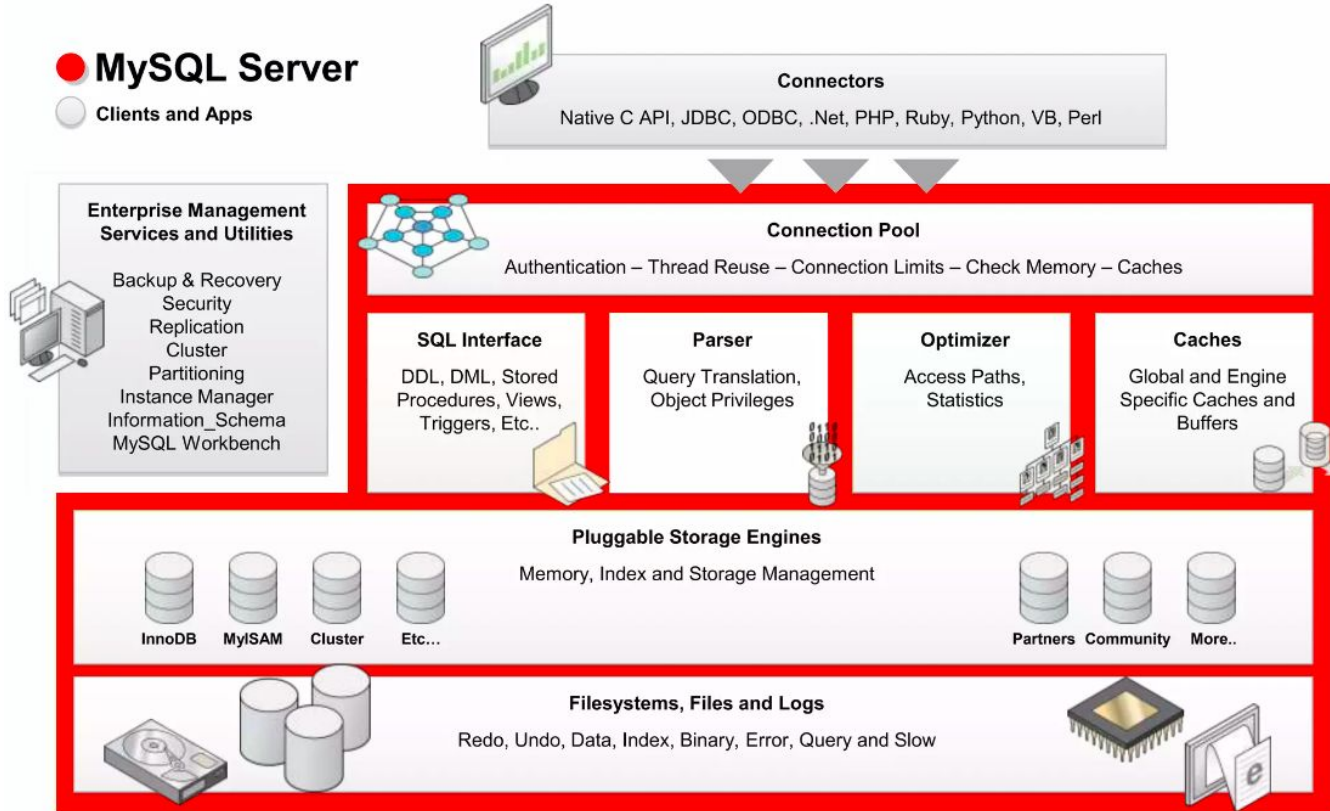 MySQL Server
Clients and Apps
Connectors
Native C API, JDBC, ODBC, .Net, PHP, Ruby, Python, VB, Perl
Enterprise Management
Services and Utilities
Backup & Recovery
Security
Replication
Cluster
Partitioning
Instance Manager
Information_Schema
MySQL Workbench
Connection Pool
Authentication – Thread Reuse – Connection Limits – Check Memory – Caches
SQL Interface
DDL, DML, Stored
Procedures, Views,
Triggers, Etc..
Parser
Query Translation,
Object Privileges
Optimizer
Access Paths,
Statistics
Caches
Global and Engine
Specific Caches and
Buffers
Pluggable Storage Engines
Memory, Index and Storage Management
InnoDB
MyISAM
Cluster
Etc...
Partners
Community
More..
Filesystems, Files and Logs
Redo, Undo, Data, Index, Binary, Error, Query and Slow
e